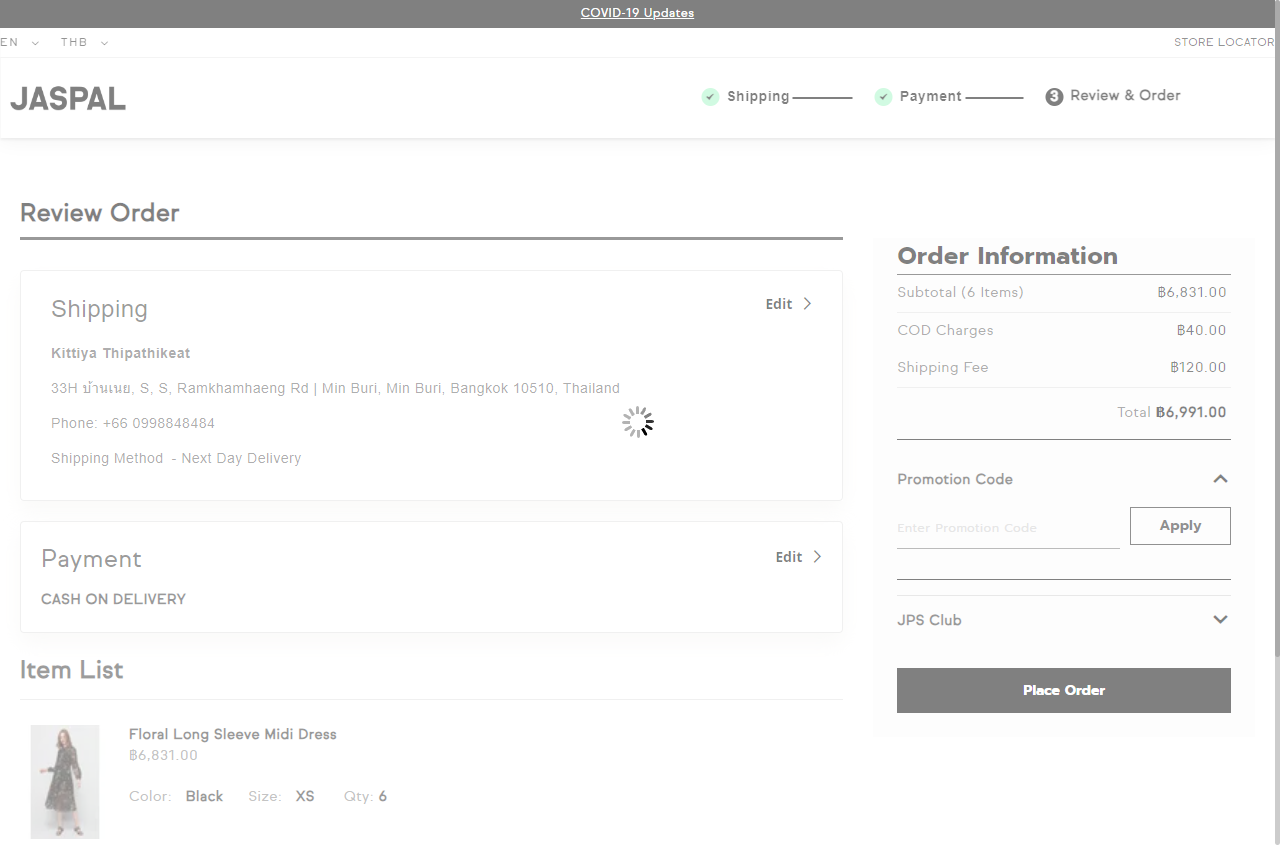 COVID-19 Updates
EN THB STORE LOCATOR
JASPAL
Shipping Payment 3 Review & Order
Review Order
Shipping
Edit
Kittiya Thipathikeat
33H บ้านเนย, S, S, Ramkhamhaeng Rd | Min Buri, Min Buri, Bangkok 10510, Thailand
Phone: +66 0998848484
Shipping Method - Next Day Delivery
Payment
Edit
CASH ON DELIVERY
Item List
Floral Long Sleeve Midi Dress
฿6,831.00
Color: Black Size: XS Qty: 6
Order Information
Subtotal (6 Items) ฿6,831.00
COD Charges ฿40.00
Shipping Fee ฿120.00
Total ฿6,991.00
Promotion Code
Enter Promotion Code
Apply
JPS Club
Place Order